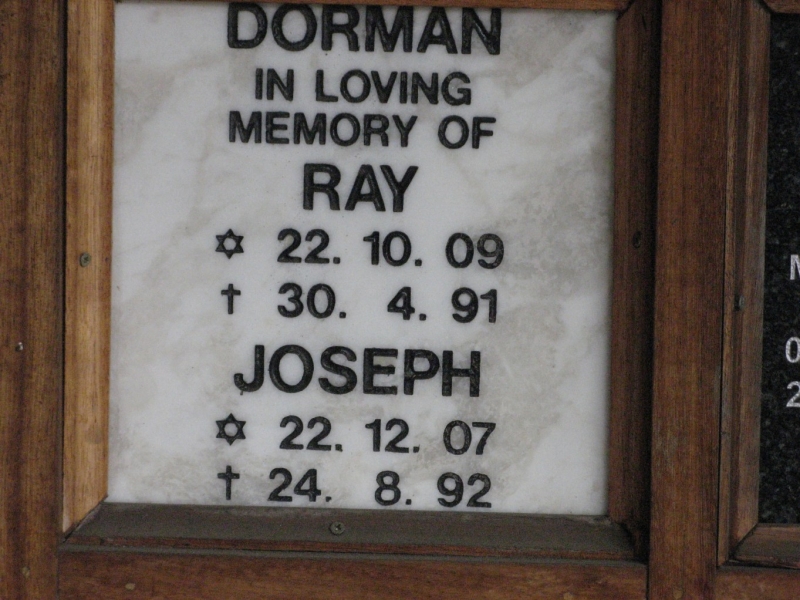 DORMAN
IN LOVING
MEMORY OF
RAY
✡ 22. 10. 09
† 30. 4. 91
JOSEPH
✡ 22. 12. 07
† 24. 8. 92